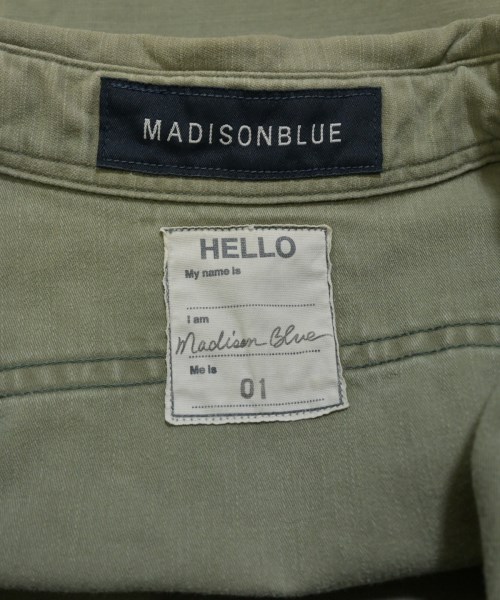 MADISONBLUE
HELLO
My name is
I am
Madison Blue
Me is
01